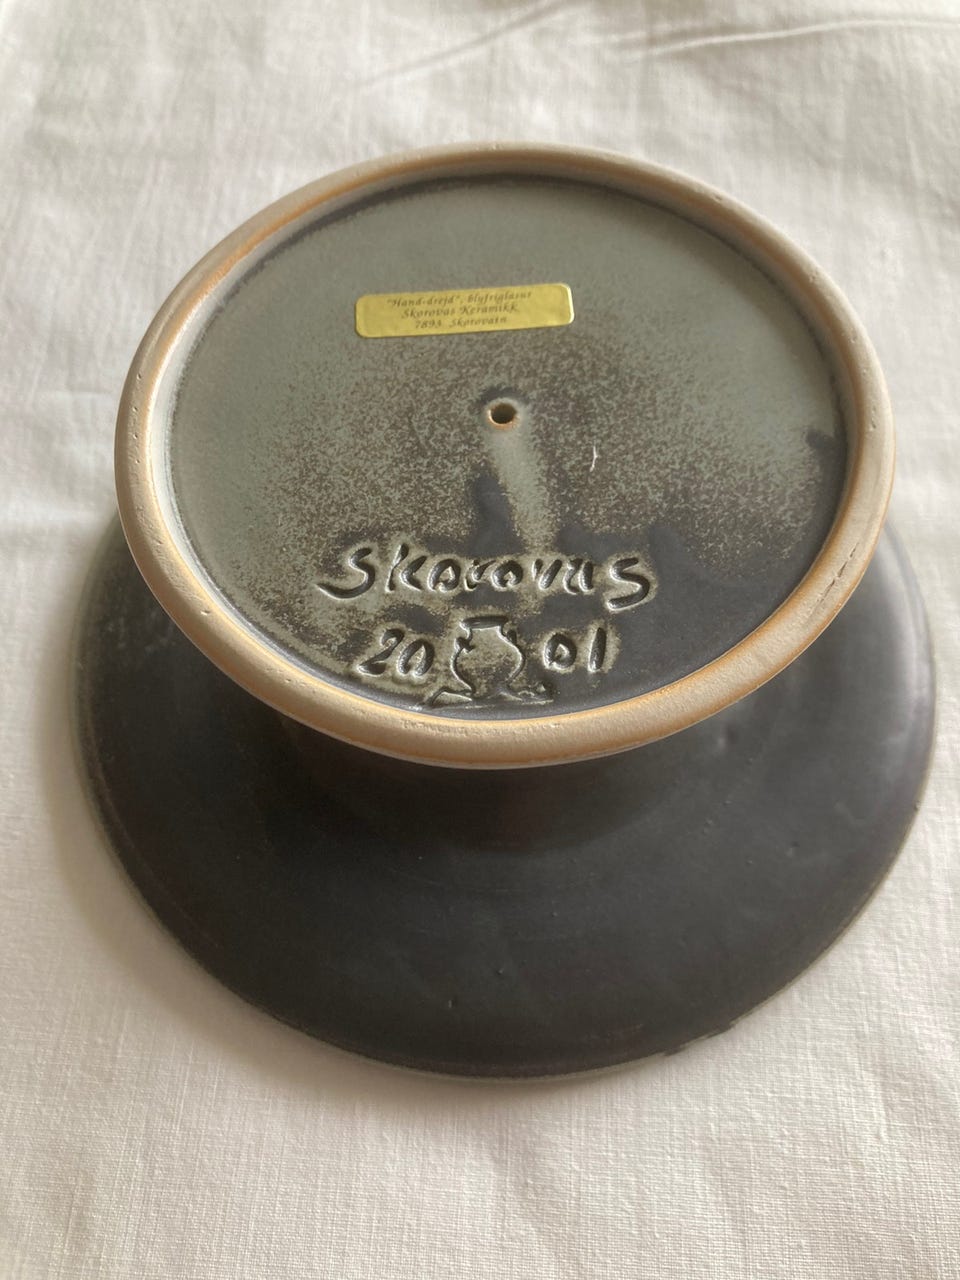 "Hand-drejd", blyfriglasur
Skorovas Keramikk
7893 Skorovatn
Skorovas
20 01